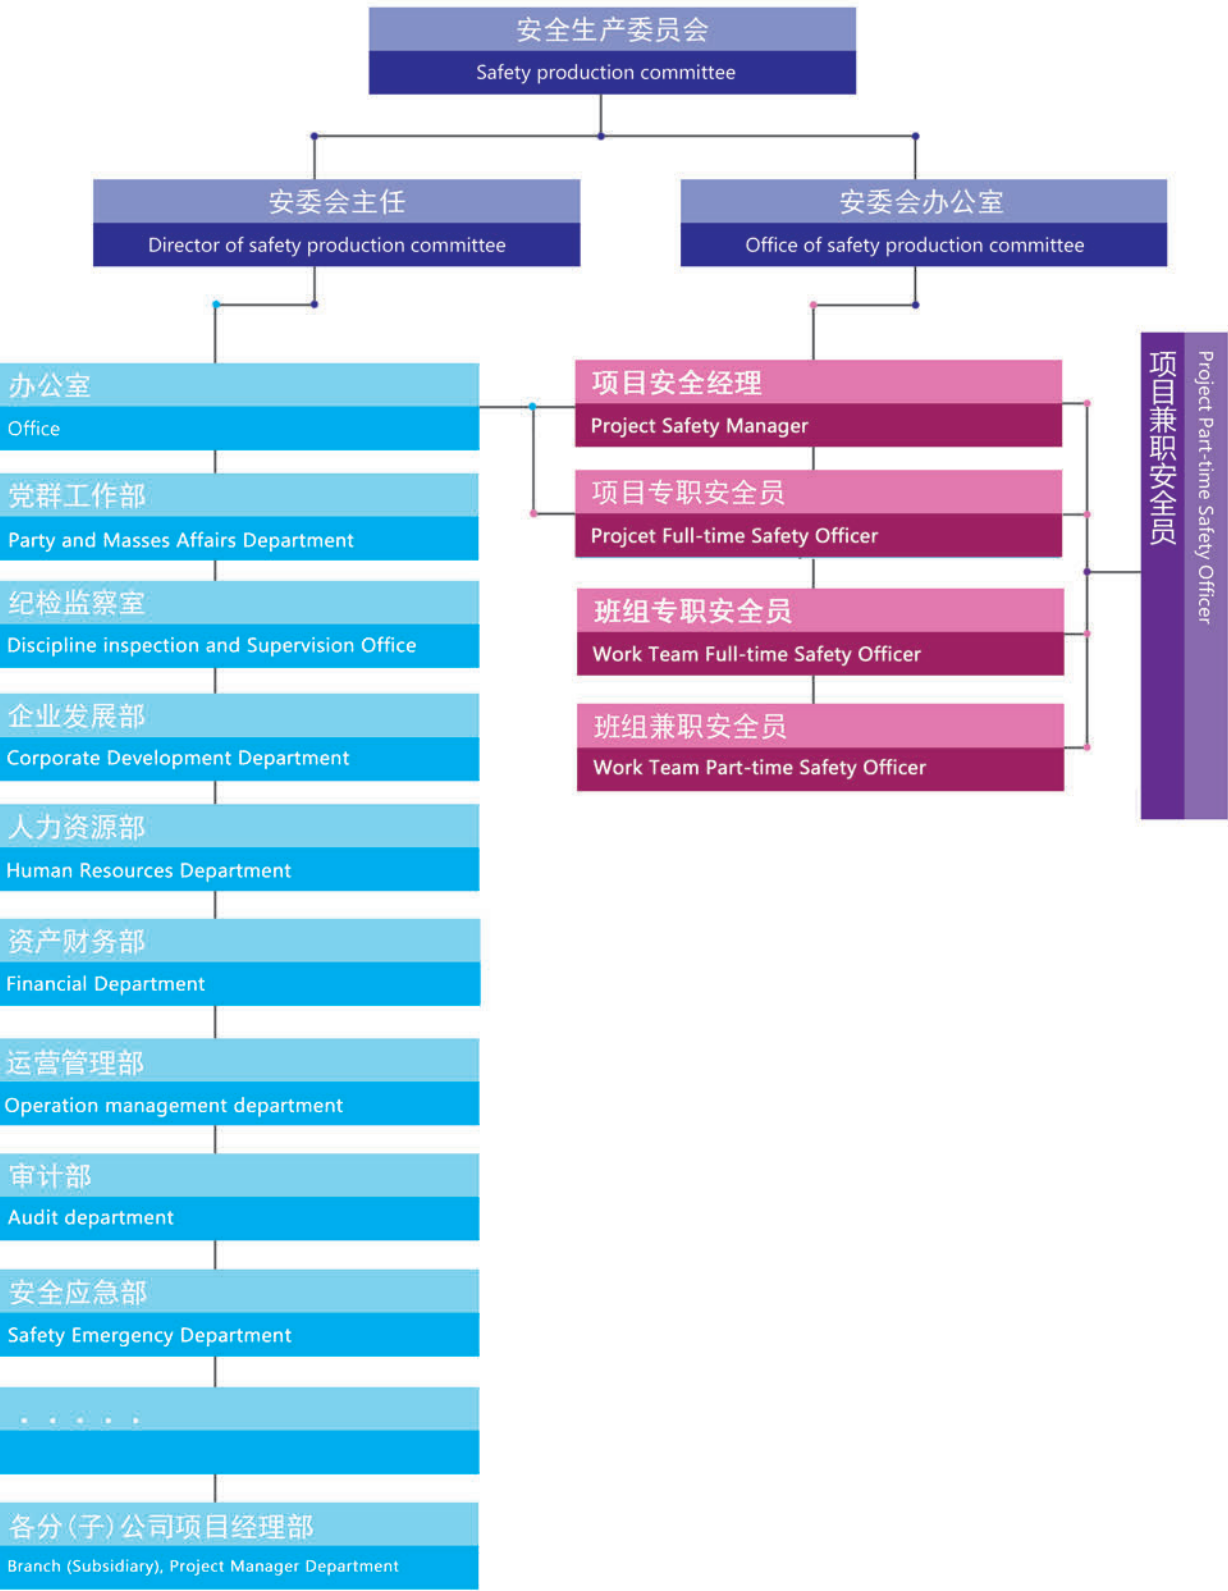 安全生产委员会
Safety production committee
安委会主任
Director of safety production committee
安委会办公室
Office of safety production committee
办公室
Office
党群工作部
Party and Masses Affairs Department
纪检监察室
Discipline inspection and Supervision Office
企业发展部
Corporate Development Department
人力资源部
Human Resources Department
资产财务部
Financial Department
运营管理部
Operation management department
审计部
Audit department
安全应急部
Safety Emergency Department
·····
各分(子)公司项目经理部
Branch (Subsidiary), Project Manager Department
项目安全经理
Project Safety Manager
项目专职安全员
Projcet Full-time Safety Officer
班组专职安全员
Work Team Full-time Safety Officer
班组兼职安全员
Work Team Part-time Safety Officer
项目兼职安全员
Project Part-time Safety Officer